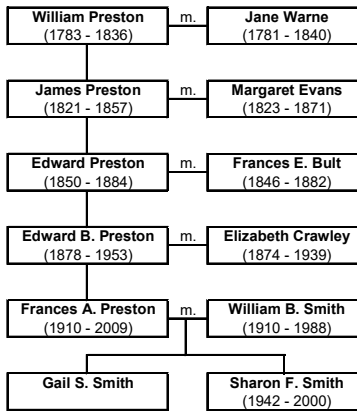 William Preston
(1783 - 1836)
m.
Jane Warne
(1781 - 1840)
James Preston
(1821 - 1857)
m.
Margaret Evans
(1823 - 1871)
Edward Preston
(1850 - 1884)
m.
Frances E. Bult
(1846 - 1882)
Edward B. Preston
(1878 - 1953)
m.
Elizabeth Crawley
(1874 - 1939)
Frances A. Preston
(1910 - 2009)
m.
William B. Smith
(1910 - 1988)
Gail S. Smith
Sharon F. Smith
(1942 - 2000)